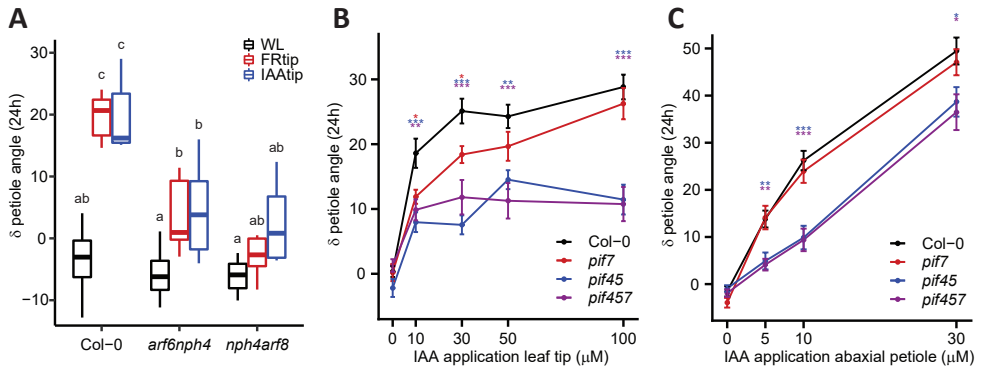 A
δ petiole angle (24h)
30
20
10
0
−10
WL
FRtip
IAAtip
ab
c
c
a
b
b
a
ab
ab
Col−0
arf6nph4
nph4arf8
B
δ petiole angle (24h)
30
20
10
0
*
***
**
*
***
***
**
***
***
***
Col−0
pif7
pif45
pif457
0
10
30
50
100
IAA application leaf tip (μM)
C
δ petiole angle (24h)
50
40
30
20
10
0
**
**
***
***
*
*
Col−0
pif7
pif45
pif457
0
5
10
30
IAA application abaxial petiole (μM)